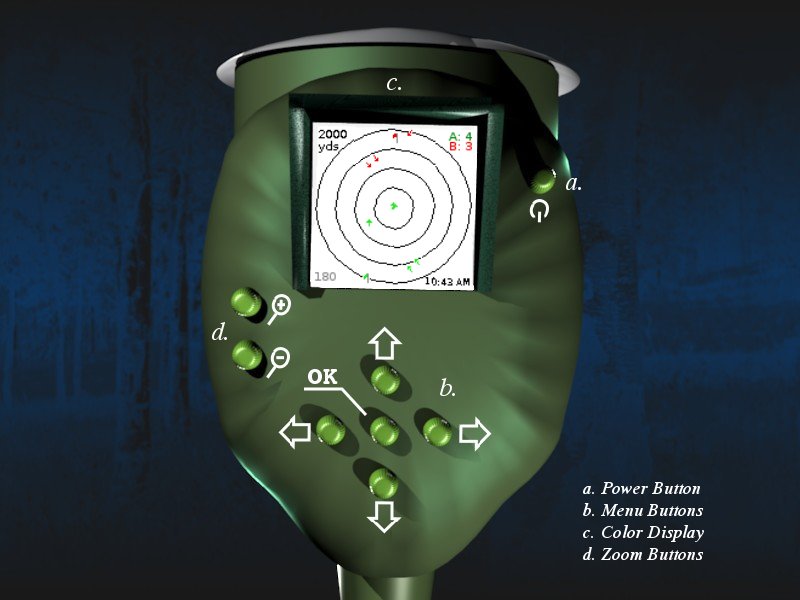 c.
2000
yds
A: 4
B: 3
a.
180
10:43 AM
d.
OK
b.
a. Power Button
b. Menu Buttons
c. Color Display
d. Zoom Buttons